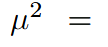 μ² =